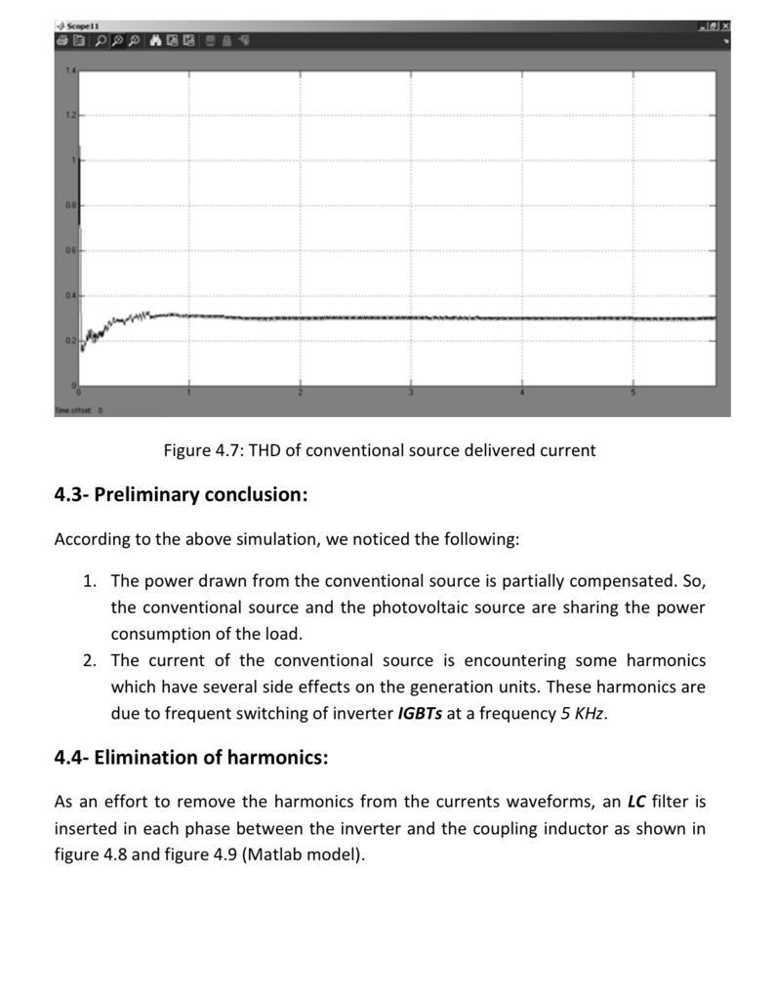 Scope11
1.4
1.2
1
0.8
0.6
0.4
0.2
0
0
1
2
3
4
5
Time offset: 0
Figure 4.7: THD of conventional source delivered current
4.3- Preliminary conclusion:
According to the above simulation, we noticed the following:
1. The power drawn from the conventional source is partially compensated. So,
the conventional source and the photovoltaic source are sharing the power
consumption of the load.
2. The current of the conventional source is encountering some harmonics
which have several side effects on the generation units. These harmonics are
due to frequent switching of inverter IGBTs at a frequency 5 KHz.
4.4- Elimination of harmonics:
As an effort to remove the harmonics from the currents waveforms, an LC filter is
inserted in each phase between the inverter and the coupling inductor as shown in
figure 4.8 and figure 4.9 (Matlab model).